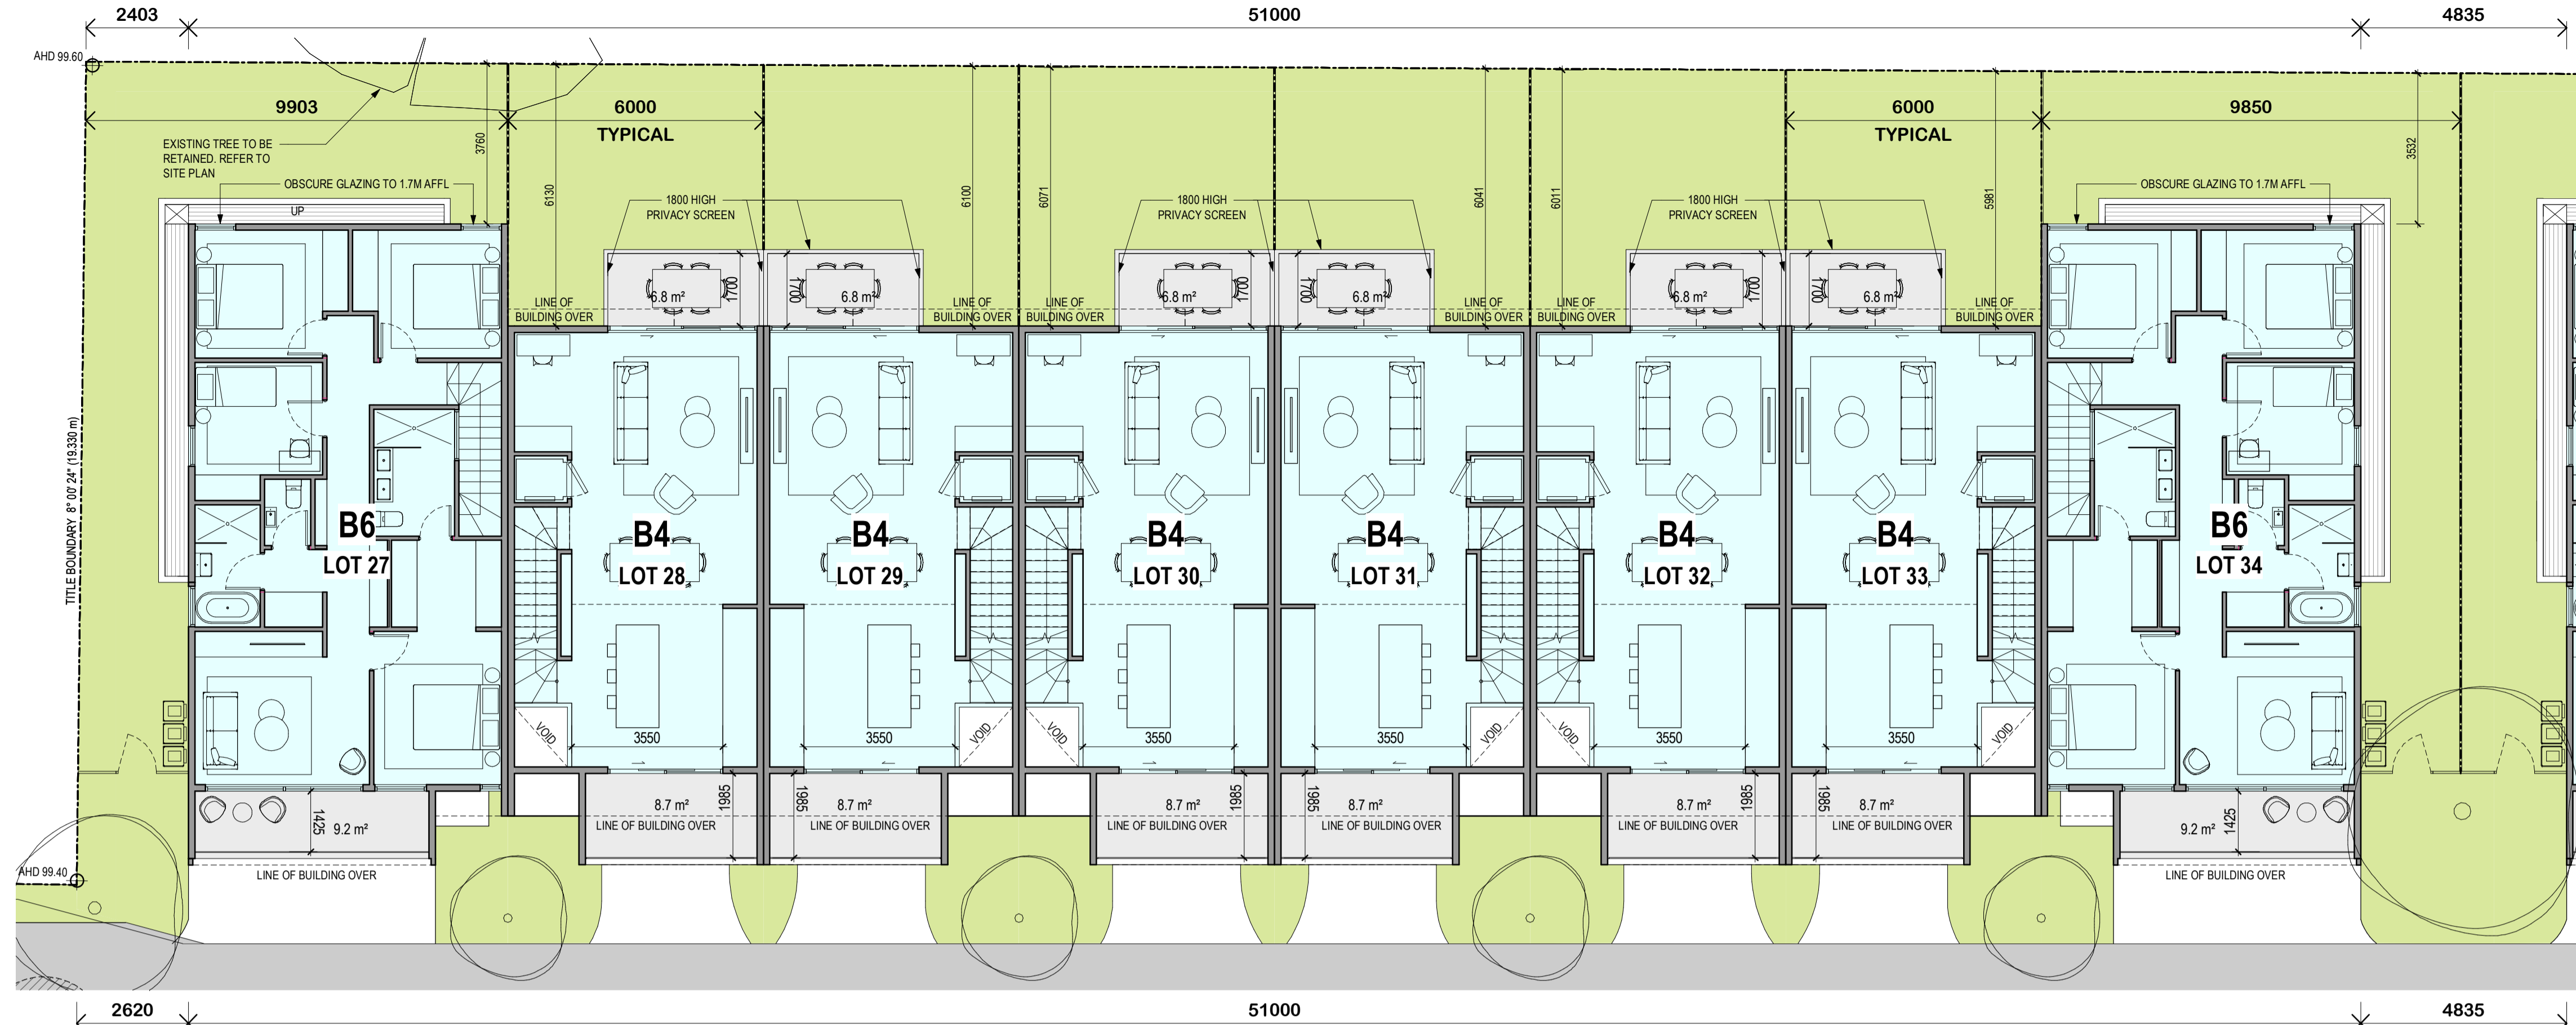 2403
51000
4835
AHD 99.60
9903
6000
TYPICAL
6000
TYPICAL
9850
EXISTING TREE TO BE
RETAINED. REFER TO
SITE PLAN
3760
6130
6100
6071
6041
6011
5981
3532
OBSCURE GLAZING TO 1.7M AFFL
UP
1800 HIGH
PRIVACY SCREEN
1800 HIGH
PRIVACY SCREEN
1800 HIGH
PRIVACY SCREEN
OBSCURE GLAZING TO 1.7M AFFL
6.8 m²
1700
1700
6.8 m²
6.8 m²
1700
1700
6.8 m²
6.8 m²
1700
1700
6.8 m²
LINE OF
BUILDING OVER
LINE OF
BUILDING OVER
LINE OF
BUILDING OVER
LINE OF
BUILDING OVER
LINE OF
BUILDING OVER
LINE OF
BUILDING OVER
TITLE BOUNDARY 8° 00' 24" (19.330 m)
B6
LOT 27
B4
LOT 28
B4
LOT 29
B4
LOT 30
B4
LOT 31
B4
LOT 32
B4
LOT 33
B6
LOT 34
VOID
3550
3550
VOID
VOID
3550
3550
VOID
VOID
3550
3550
VOID
1425
9.2 m²
8.7 m²
1985
LINE OF BUILDING OVER
1985
8.7 m²
LINE OF BUILDING OVER
8.7 m²
1985
LINE OF BUILDING OVER
1985
8.7 m²
LINE OF BUILDING OVER
8.7 m²
1985
LINE OF BUILDING OVER
1985
8.7 m²
LINE OF BUILDING OVER
9.2 m²
1425
AHD 99.40
LINE OF BUILDING OVER
LINE OF BUILDING OVER
2620
51000
4835